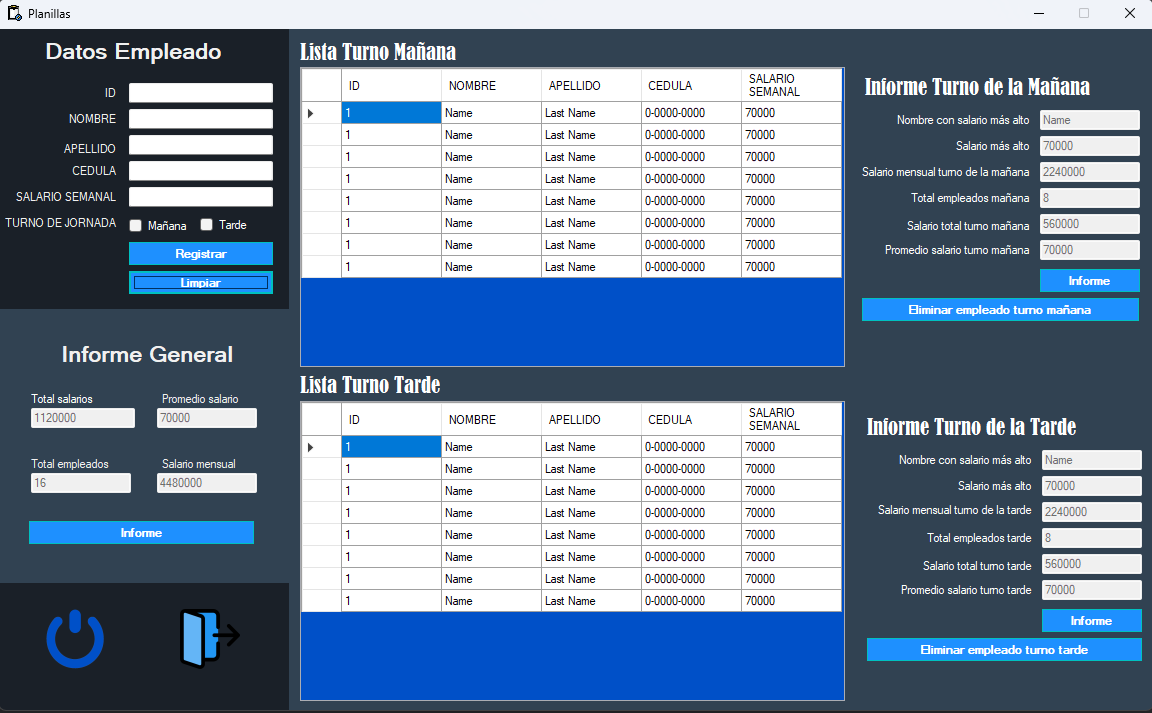 Planillas
Datos Empleado
ID
NOMBRE
APELLIDO
CEDULA
SALARIO SEMANAL
TURNO DE JORNADA Mañana Tarde
Registrar
Limpiar
Informe General
Total salarios Promedio salario
1120000 70000
Total empleados Salario mensual
16 4480000
Informe
Lista Turno Mañana
ID NOMBRE APELLIDO CEDULA SALARIO SEMANAL
1 Name Last Name 0-0000-0000 70000
1 Name Last Name 0-0000-0000 70000
1 Name Last Name 0-0000-0000 70000
1 Name Last Name 0-0000-0000 70000
1 Name Last Name 0-0000-0000 70000
1 Name Last Name 0-0000-0000 70000
1 Name Last Name 0-0000-0000 70000
1 Name Last Name 0-0000-0000 70000
Lista Turno Tarde
ID NOMBRE APELLIDO CEDULA SALARIO SEMANAL
1 Name Last Name 0-0000-0000 70000
1 Name Last Name 0-0000-0000 70000
1 Name Last Name 0-0000-0000 70000
1 Name Last Name 0-0000-0000 70000
1 Name Last Name 0-0000-0000 70000
1 Name Last Name 0-0000-0000 70000
1 Name Last Name 0-0000-0000 70000
1 Name Last Name 0-0000-0000 70000
Informe Turno de la Mañana
Nombre con salario más alto Name
Salario más alto 70000
Salario mensual turno de la mañana 2240000
Total empleados mañana 8
Salario total turno mañana 560000
Promedio salario turno mañana 70000
Informe
Eliminar empleado turno mañana
Informe Turno de la Tarde
Nombre con salario más alto Name
Salario más alto 70000
Salario mensual turno de la tarde 2240000
Total empleados tarde 8
Salario total turno tarde 560000
Promedio salario turno tarde 70000
Informe
Eliminar empleado turno tarde